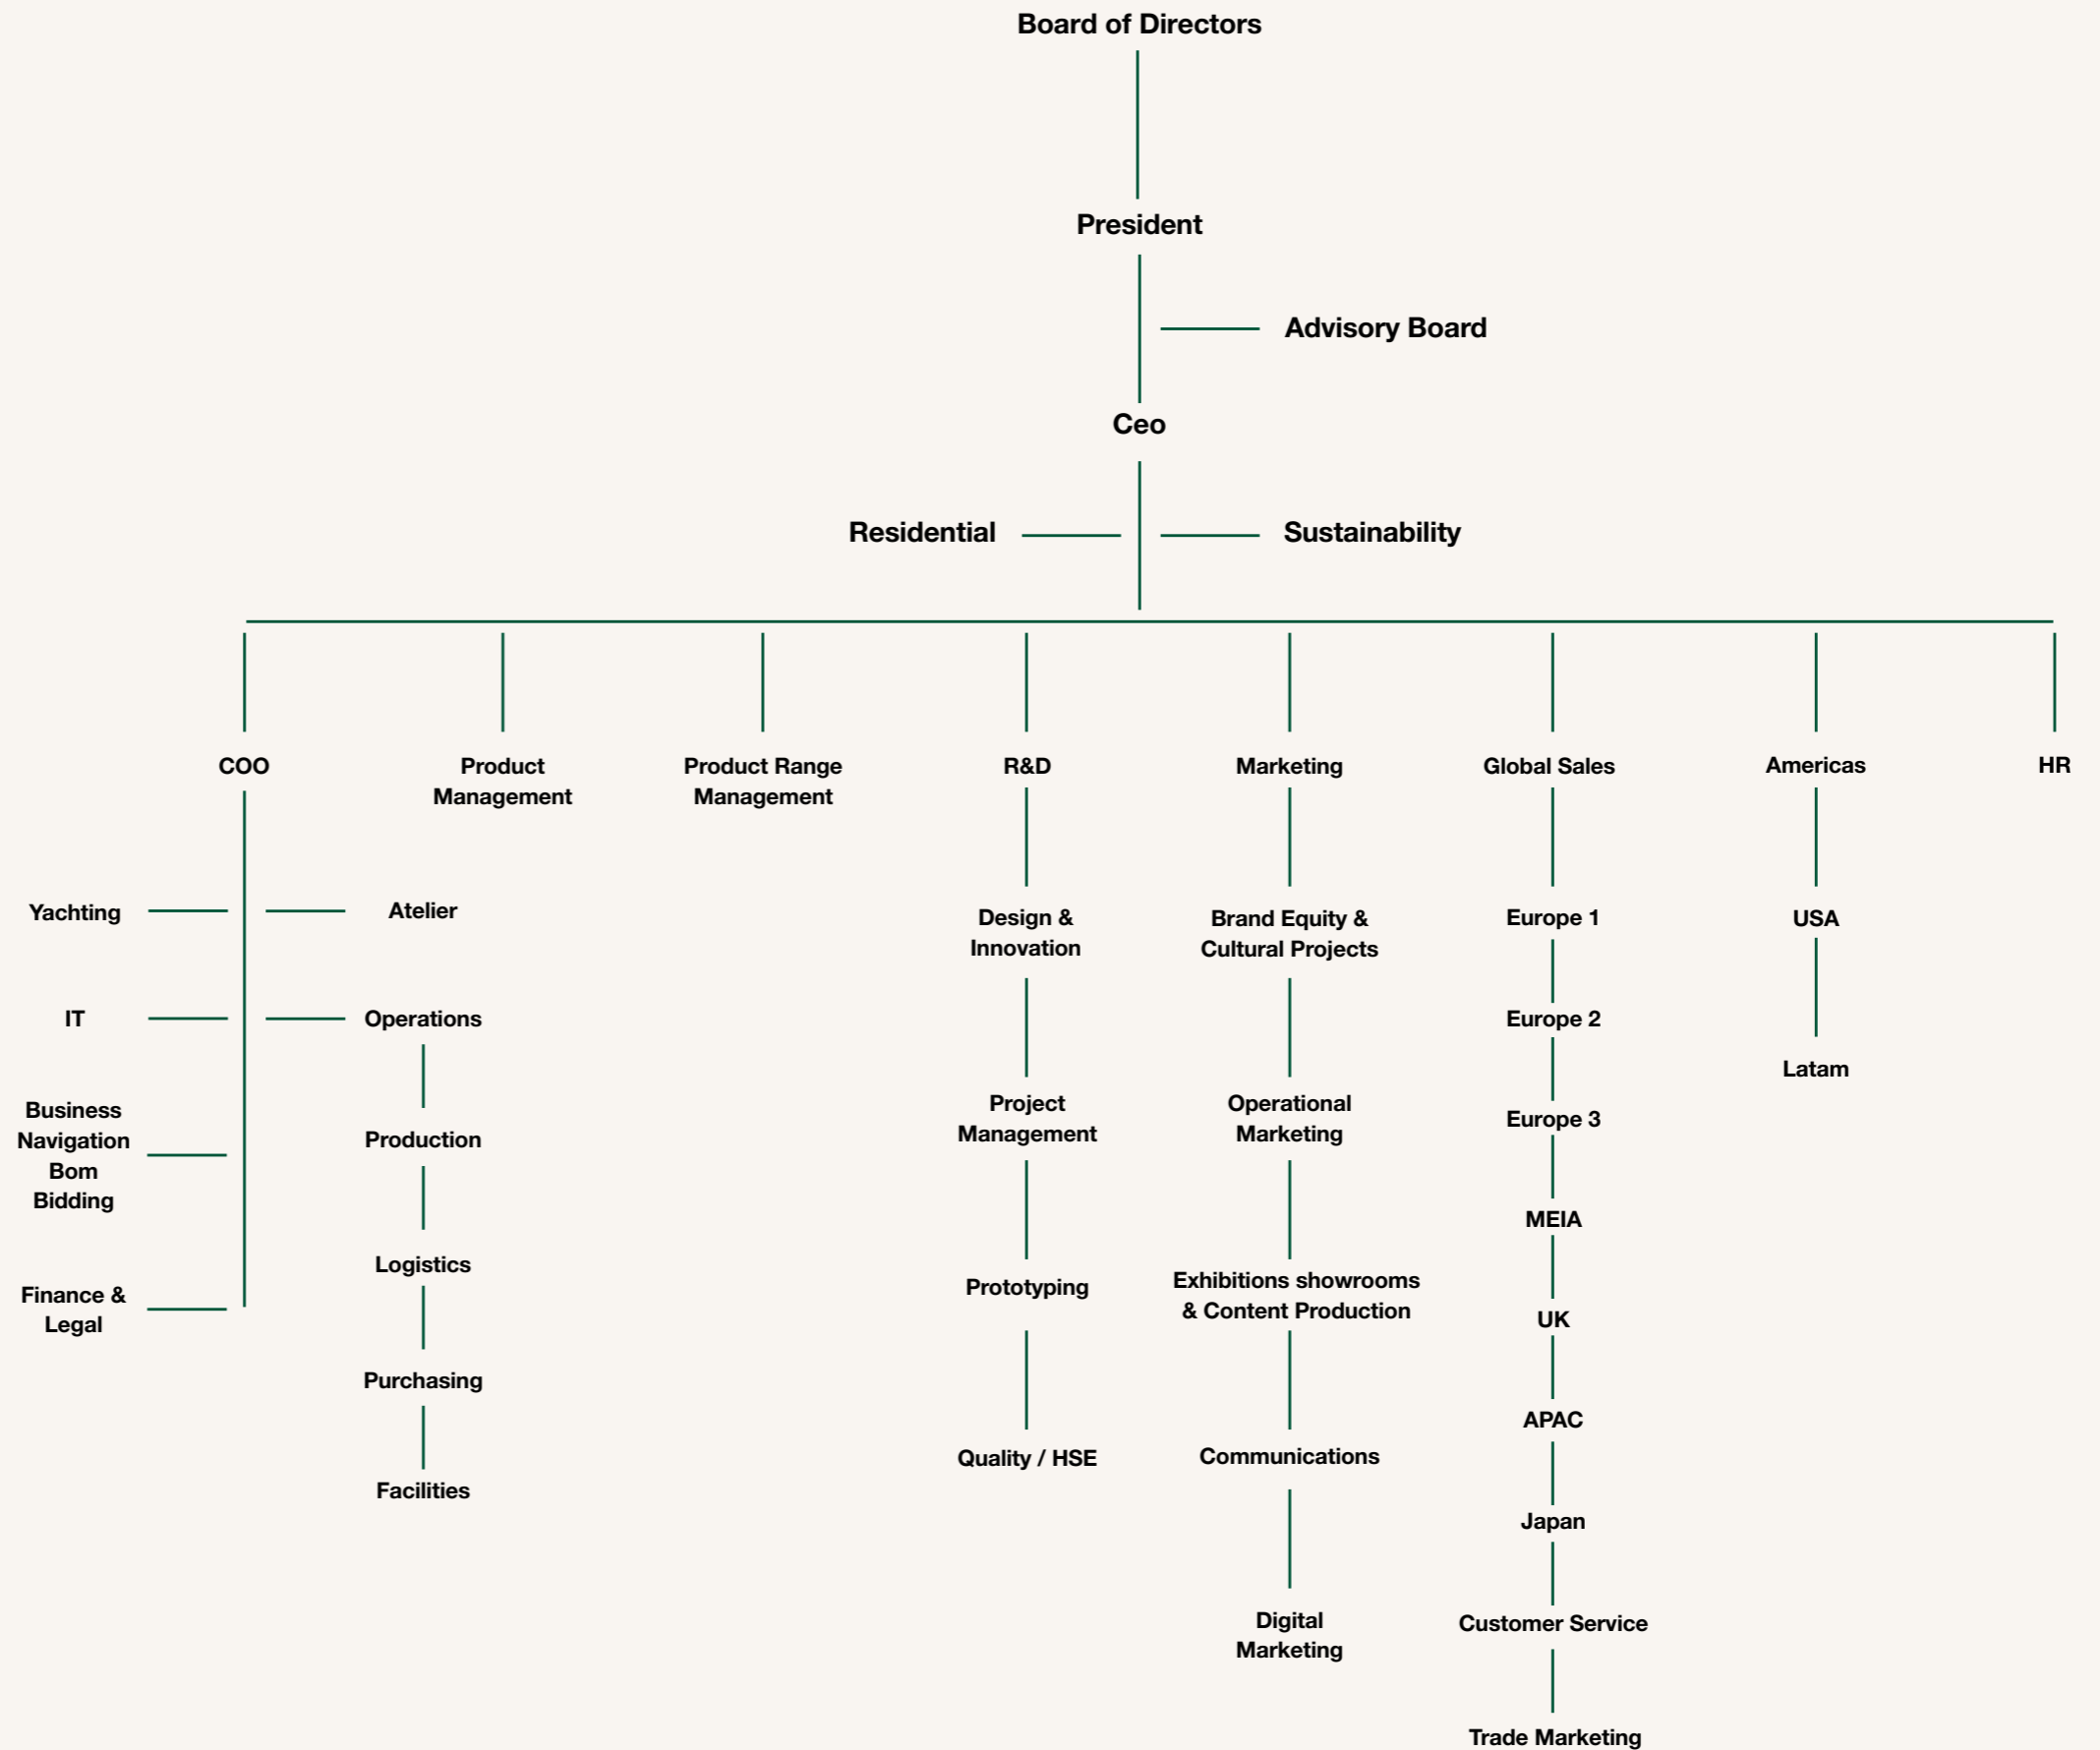 Board of Directors
President
Advisory Board
Ceo
Residential
Sustainability
COO
Product
Management
Product Range
Management
R&D
Marketing
Global Sales
Americas
HR
Yachting
Atelier
IT
Operations
Business
Navigation
Bom
Bidding
Finance &
Legal
Production
Logistics
Purchasing
Facilities
Design &
Innovation
Project
Management
Prototyping
Quality / HSE
Brand Equity &
Cultural Projects
Operational
Marketing
Exhibitions showrooms
& Content Production
Communications
Digital
Marketing
Europe 1
Europe 2
Europe 3
MEIA
UK
APAC
Japan
Customer Service
Trade Marketing
USA
Latam